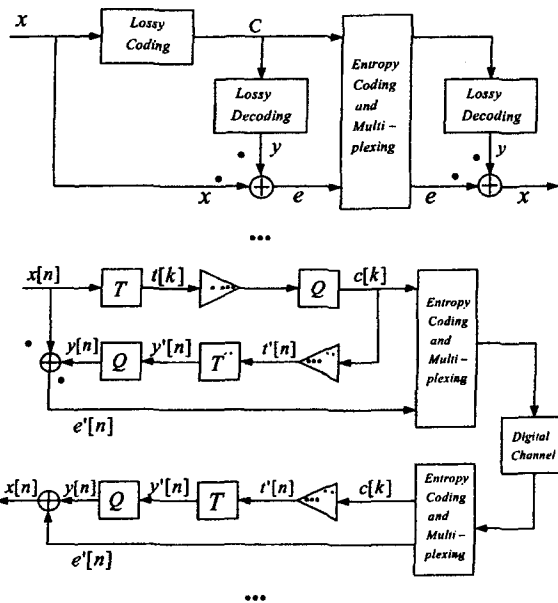 x
Lossy
Coding
C
Lossy
Decoding
y
x
e
Entropy
Coding
and
Multi -
plexing
Lossy
Decoding
y
e
x
...
x[n]
T
t[k]
Q
c[k]
y[n]
Q
y'[n]
T
t'[n]
e'[n]
Entropy
Coding
and
Multi -
plexing
Digital
Channel
x[n]
y[n]
Q
y'[n]
T
t'[n]
c[k]
e'[n]
Entropy
Coding
and
Multi -
plexing
...